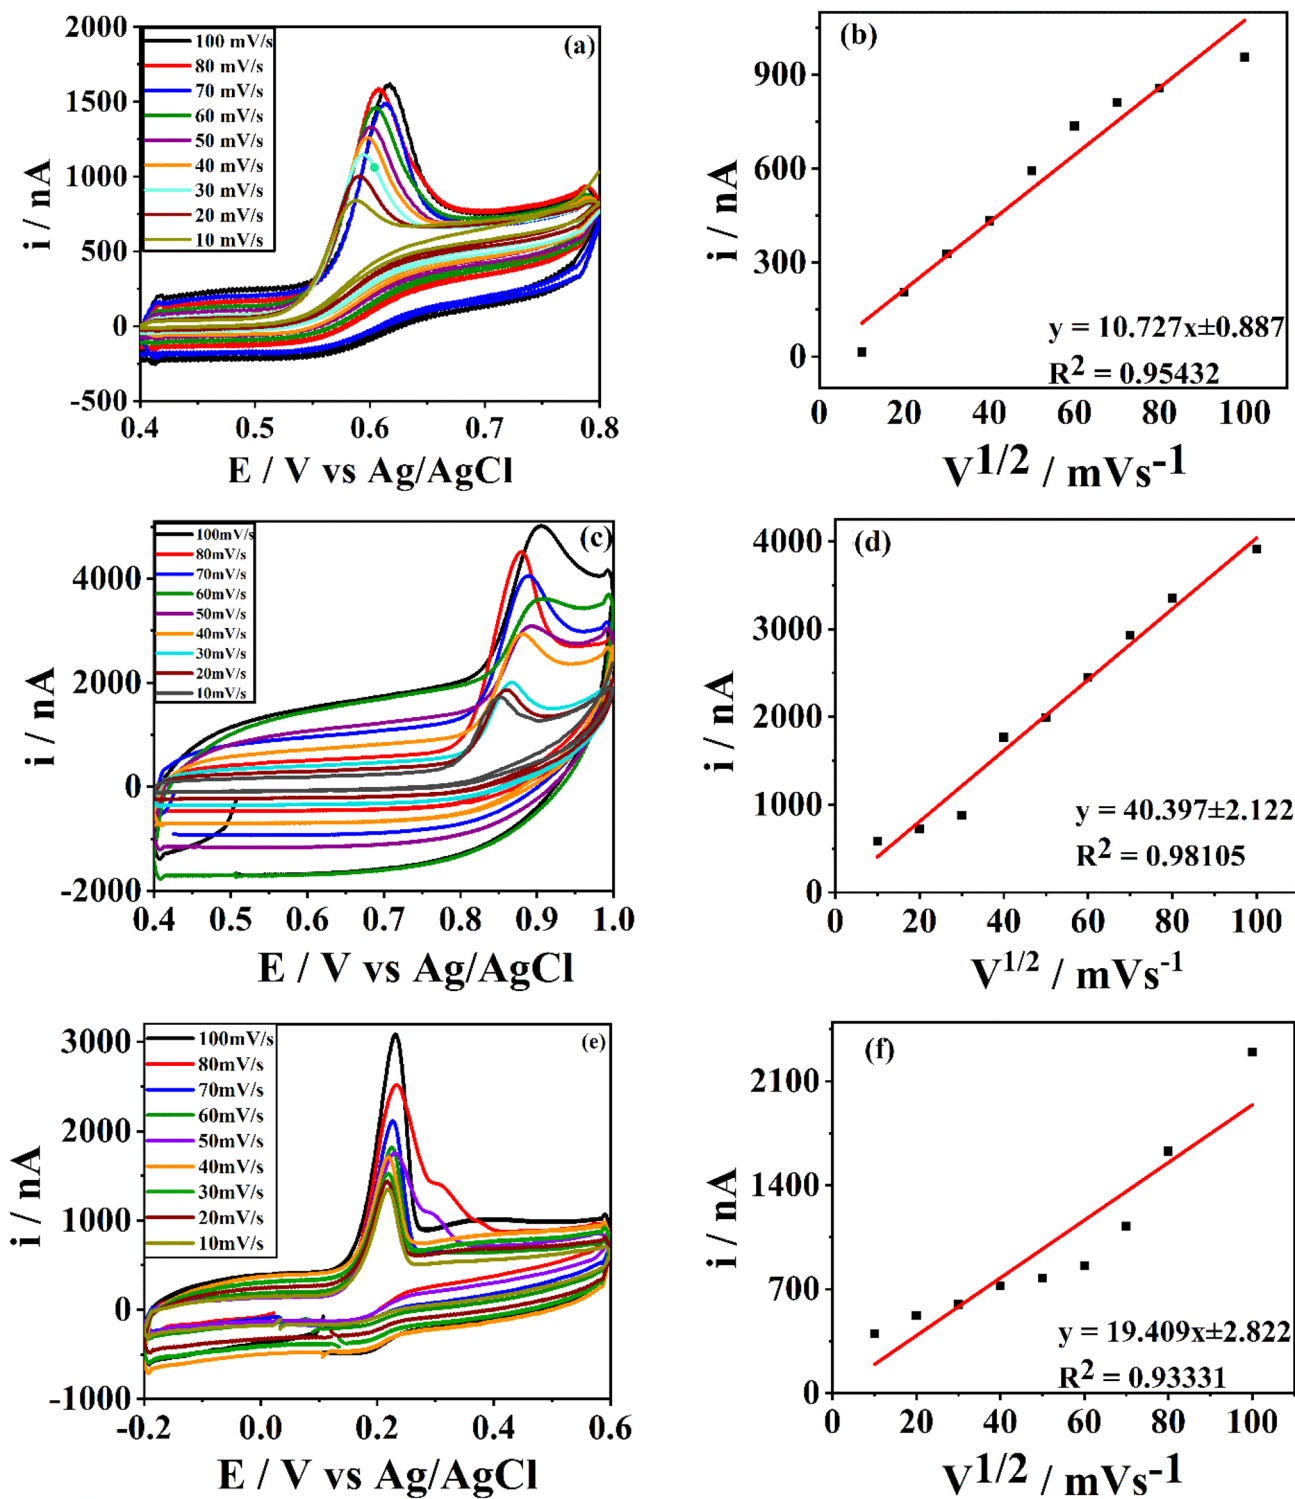 (a)
100 mV/s
80 mV/s
70 mV/s
60 mV/s
50 mV/s
40 mV/s
30 mV/s
20 mV/s
10 mV/s
2000
1500
1000
500
0
-500
i / nA
0.4 0.5 0.6 0.7 0.8
E / V vs Ag/AgCl
(b)
900
600
300
0
i / nA
y = 10.727x±0.887
R2 = 0.95432
0 20 40 60 80 100
V1/2 / mVs-1
(c)
100mV/s
80mV/s
70mV/s
60mV/s
50mV/s
40mV/s
30mV/s
20mV/s
10mV/s
4000
2000
0
-2000
i / nA
0.4 0.5 0.6 0.7 0.8 0.9 1.0
E / V vs Ag/AgCl
(d)
4000
3000
2000
1000
0
i / nA
y = 40.397±2.122
R2 = 0.98105
0 20 40 60 80 100
V1/2 / mVs-1
(e)
100mV/s
80mV/s
70mV/s
60mV/s
50mV/s
40mV/s
30mV/s
20mV/s
10mV/s
3000
2000
1000
0
-1000
i / nA
-0.2 0.0 0.2 0.4 0.6
E / V vs Ag/AgCl
(f)
2100
1400
700
0
i / nA
y = 19.409x±2.822
R2 = 0.93331
0 20 40 60 80 100
V1/2 / mVs-1